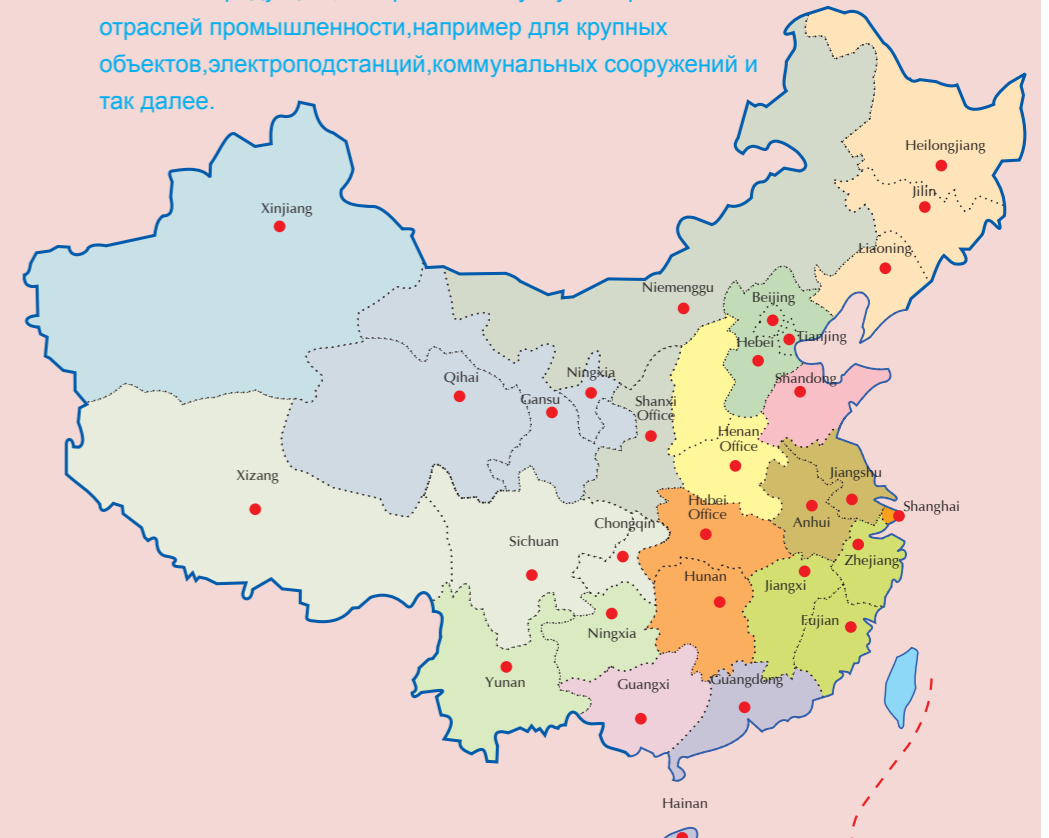 отраслей промышленности,например для крупных
объектов,электроподстанций,коммунальных сооружений и
так далее.
Heilongjiang
Jilin
Xinjiang
Liaoning
Niemenggu
Beijing
Tianjing
Hebei
Qihai
Ningxia
Shandong
Gansu
Shanxi
Office
Henan
Office
Xizang
Jiangshu
Hubei
Office
Shanghai
Chongqin
Anhui
Sichuan
Zhejiang
Hunan
Jiangxi
Fujian
Ningxia
Yunan
Guangxi
Guangdong
Hainan